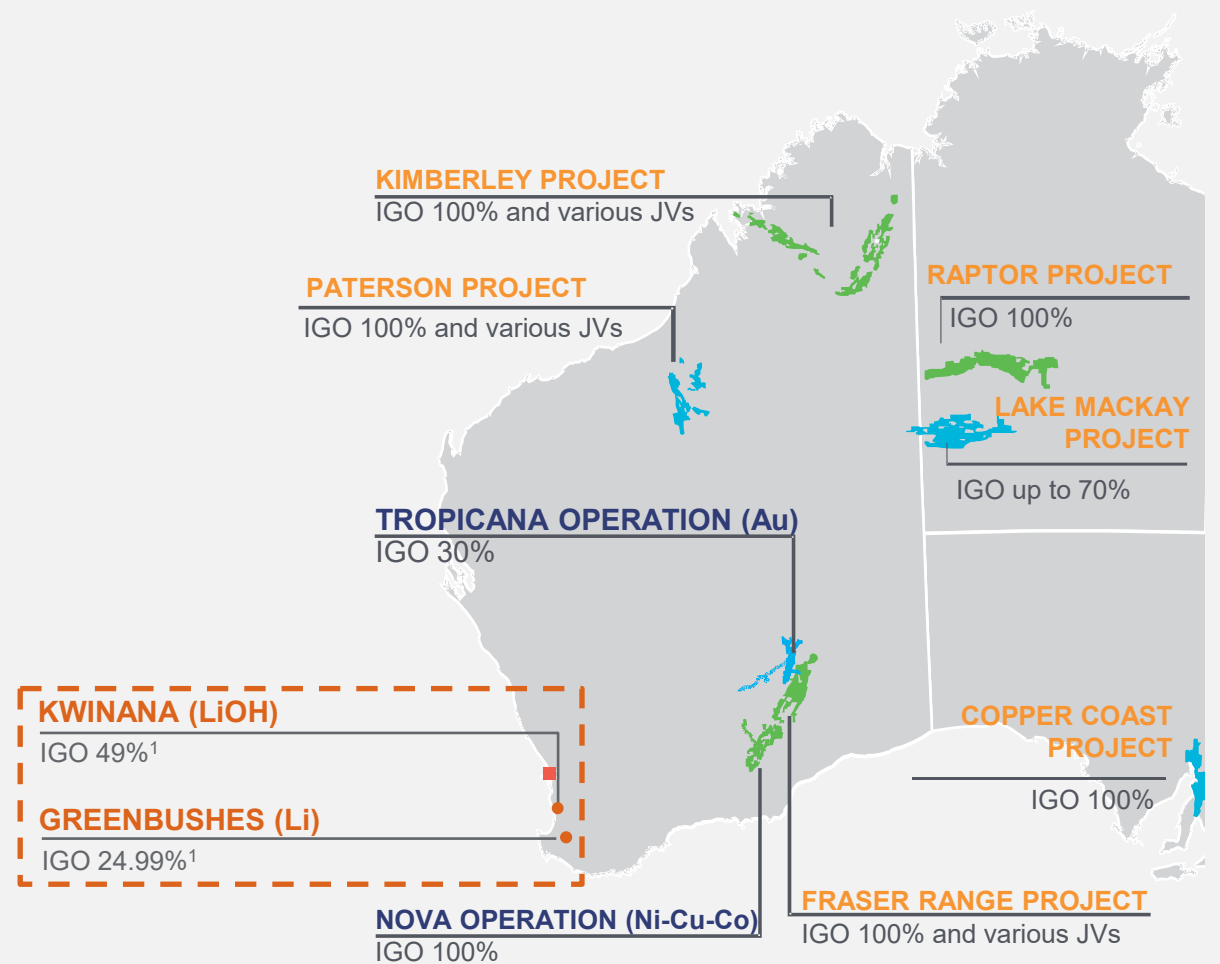 KIMBERLEY PROJECT
IGO 100% and various JVs
PATERSON PROJECT
IGO 100% and various JVs
RAPTOR PROJECT
IGO 100%
LAKE MACKAY
PROJECT
IGO up to 70%
TROPICANA OPERATION (Au)
IGO 30%
KWINANA (LiOH)
IGO 49%¹
GREENBUSHES (Li)
IGO 24.99%¹
COPPER COAST
PROJECT
IGO 100%
NOVA OPERATION (Ni-Cu-Co)
IGO 100%
FRASER RANGE PROJECT
IGO 100% and various JVs